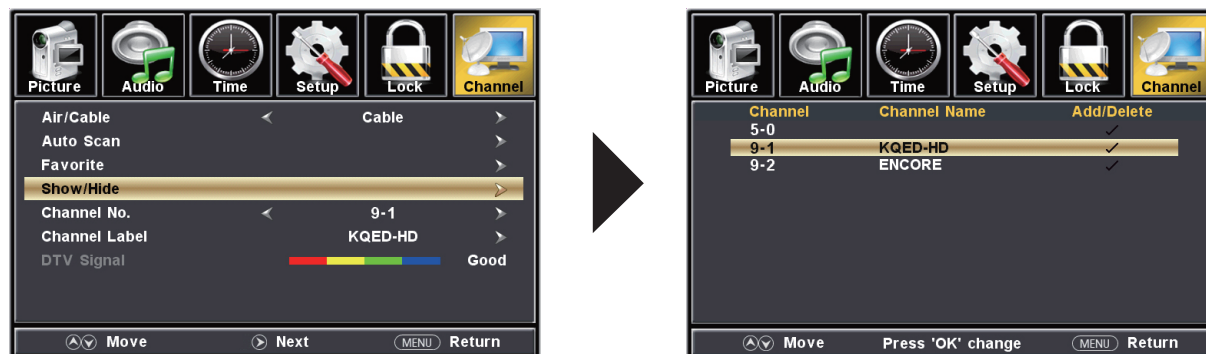 Picture Audio Time Setup Lock Channel
Air/Cable Cable
Auto Scan
Favorite
Show/Hide
Channel No. 9-1
Channel Label KQED-HD
DTV Signal Good
Move Next MENU Return
Picture Audio Time Setup Lock Channel
Channel Channel Name Add/Delete
5-0 ✓
9-1 KQED-HD ✓
9-2 ENCORE ✓
Move Press 'OK' change MENU Return